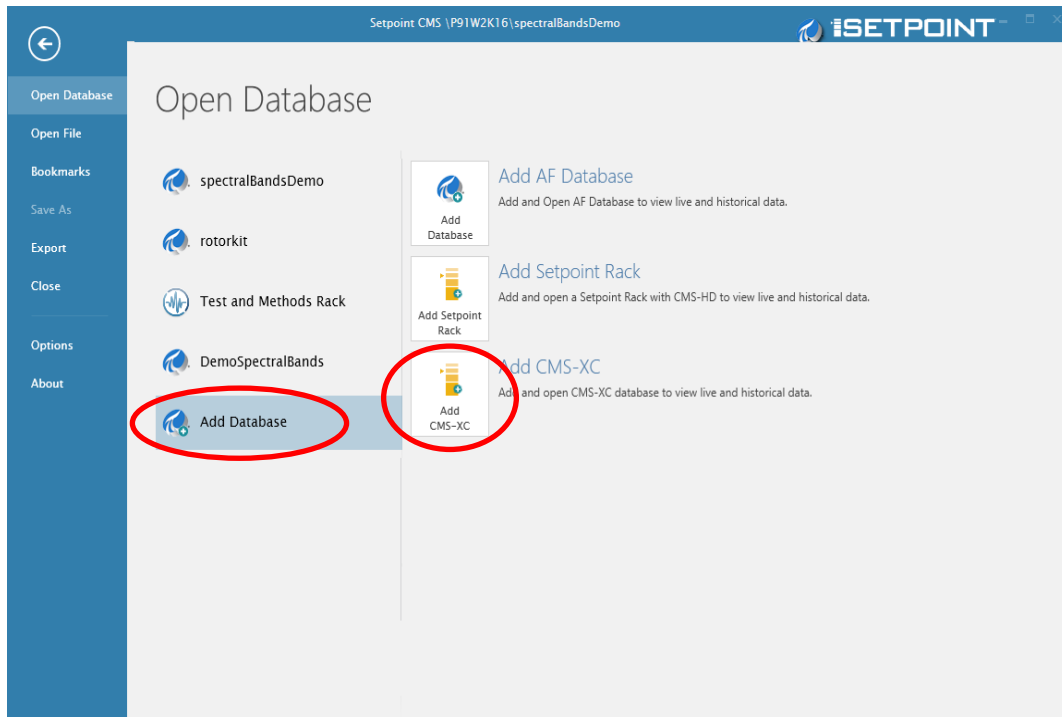 Setpoint CMS \P91W2K16\spectralBandsDemo
SETPOINT
Open Database
Open File
Bookmarks
Save As
Export
Close
Options
About
Open Database
spectralBandsDemo
rotorkit
Test and Methods Rack
DemoSpectralBands
Add Database
Add
Database
Add AF Database
Add and Open AF Database to view live and historical data.
Add Setpoint
Rack
Add Setpoint Rack
Add and open a Setpoint Rack with CMS-HD to view live and historical data.
Add
CMS-XC
Add CMS-XC
Add and open CMS-XC database to view live and historical data.